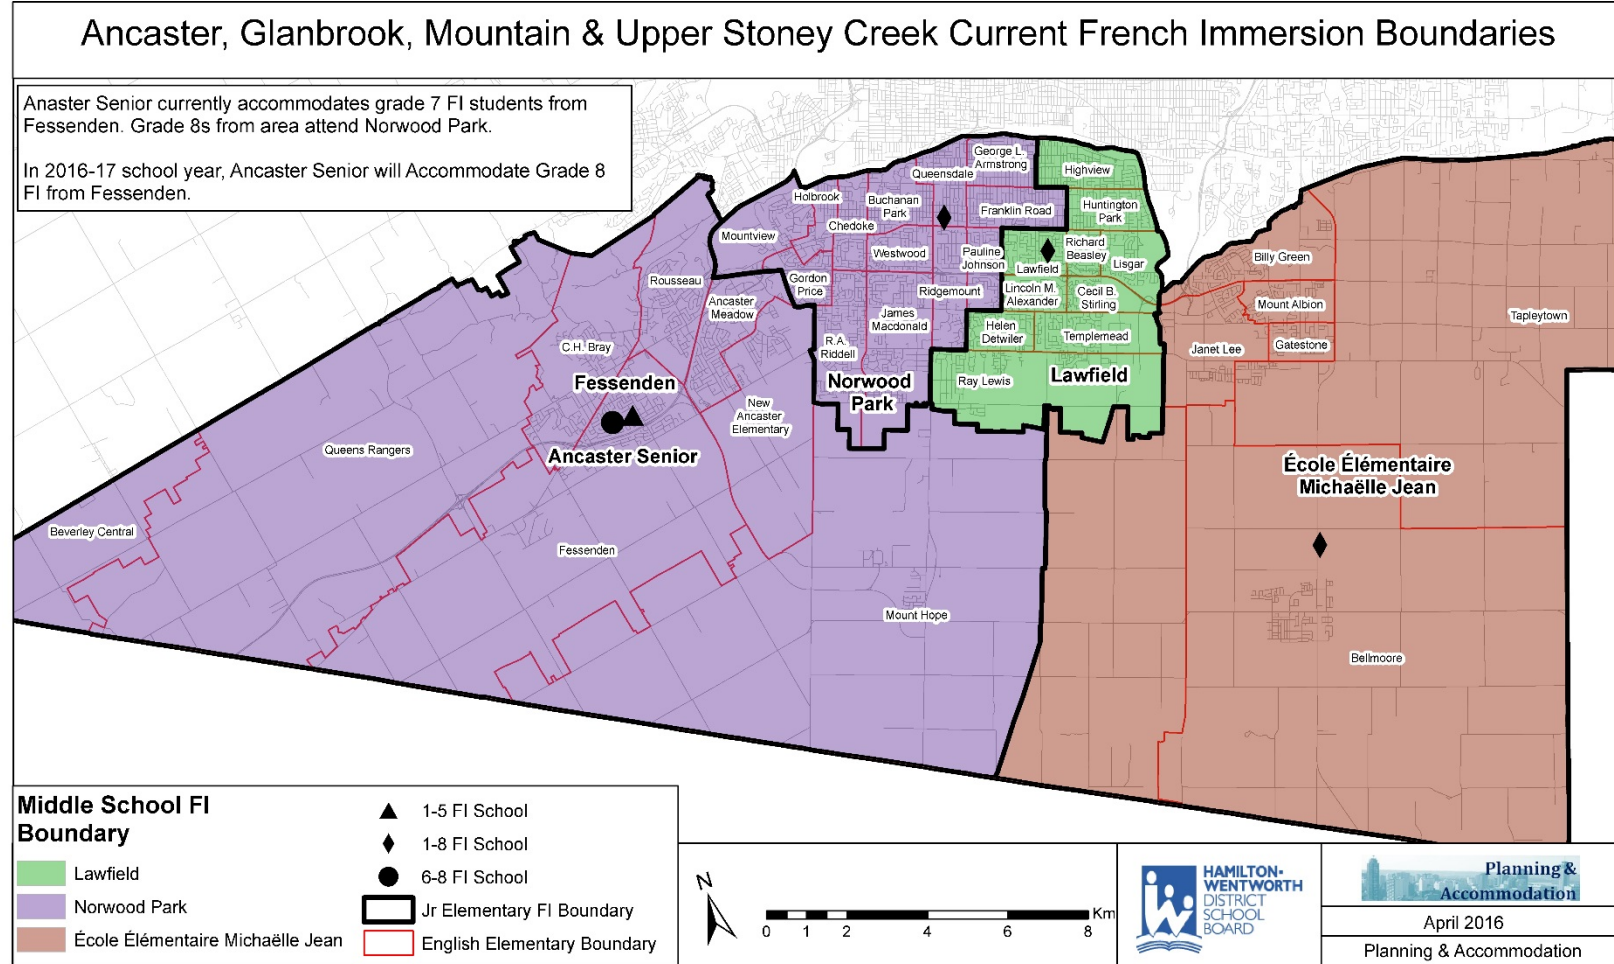 Ancaster, Glanbrook, Mountain & Upper Stoney Creek Current French Immersion Boundaries
Anaster Senior currently accommodates grade 7 FI students from
Fessenden. Grade 8s from area attend Norwood Park.
In 2016-17 school year, Ancaster Senior will Accommodate Grade 8
FI from Fessenden.
George L.
Armstrong
Queensdale
Highview
Holbrook
Buchanan
Park
Franklin Road
Huntington
Park
Chedoke
Mountview
Westwood
Pauline
Johnson
Richard
Beasley
Lawfield
Lisgar
Billy Green
Rousseau
Gordon
Price
Ridgemount
Lincoln M.
Alexander
Cecil B.
Stirling
Mount Albion
Ancaster
Meadow
James
Macdonald
Tapleytown
Helen
Detwiler
Templemead
C.H. Bray
R.A.
Riddell
Janet Lee
Gatestone
Fessenden
Norwood
Park
Ray Lewis
Lawfield
New
Ancaster
Elementary
Queens Rangers
Ancaster Senior
École Élémentaire
Michaëlle Jean
Beverley Central
Fessenden
Mount Hope
Bellmoore
Middle School FI
Boundary
Lawfield
Norwood Park
École Élémentaire Michaëlle Jean
1-5 FI School
1-8 FI School
6-8 FI School
Jr Elementary FI Boundary
English Elementary Boundary
N
Km
0 1 2 4 6 8
HAMILTON-
WENTWORTH
DISTRICT
SCHOOL
BOARD
Planning &
Accommodation
April 2016
Planning & Accommodation